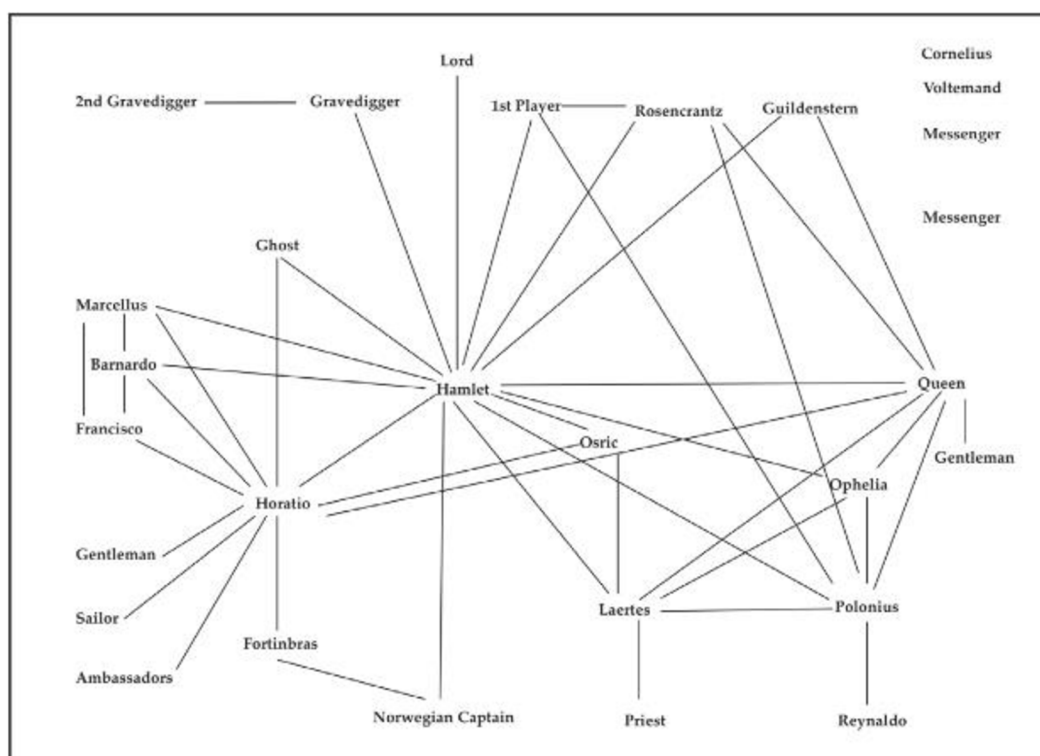 Lord
Cornelius
Voltemand
2nd Gravedigger
Gravedigger
1st Player
Rosencrantz
Guildenstern
Messenger
Messenger
Ghost
Marcellus
Barnardo
Hamlet
Queen
Francisco
Osric
Gentleman
Ophelia
Horatio
Gentleman
Sailor
Laertes
Polonius
Fortinbras
Ambassadors
Norwegian Captain
Priest
Reynaldo